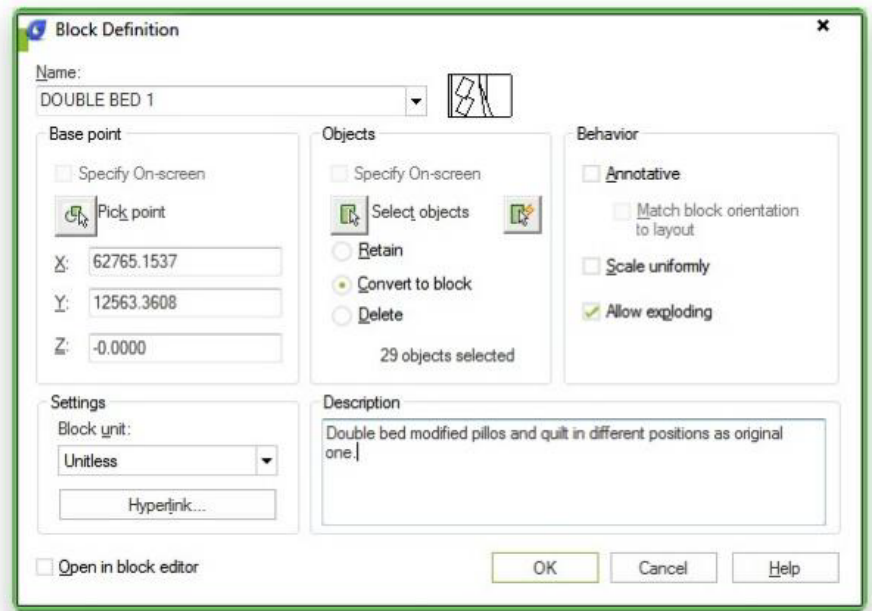 Block Definition
Name:
DOUBLE BED 1
Base point
Specify On-screen
Pick point
X: 62765.1537
Y: 12563.3608
Z: -0.0000
Objects
Specify On-screen
Select objects
Retain
Convert to block
Delete
29 objects selected
Behavior
Annotative
Match block orientation
to layout
Scale uniformly
Allow exploding
Settings
Block unit:
Unitless
Hyperlink...
Description
Double bed modified pillos and quilt in different positions as original
one.
Open in block editor
OK
Cancel
Help